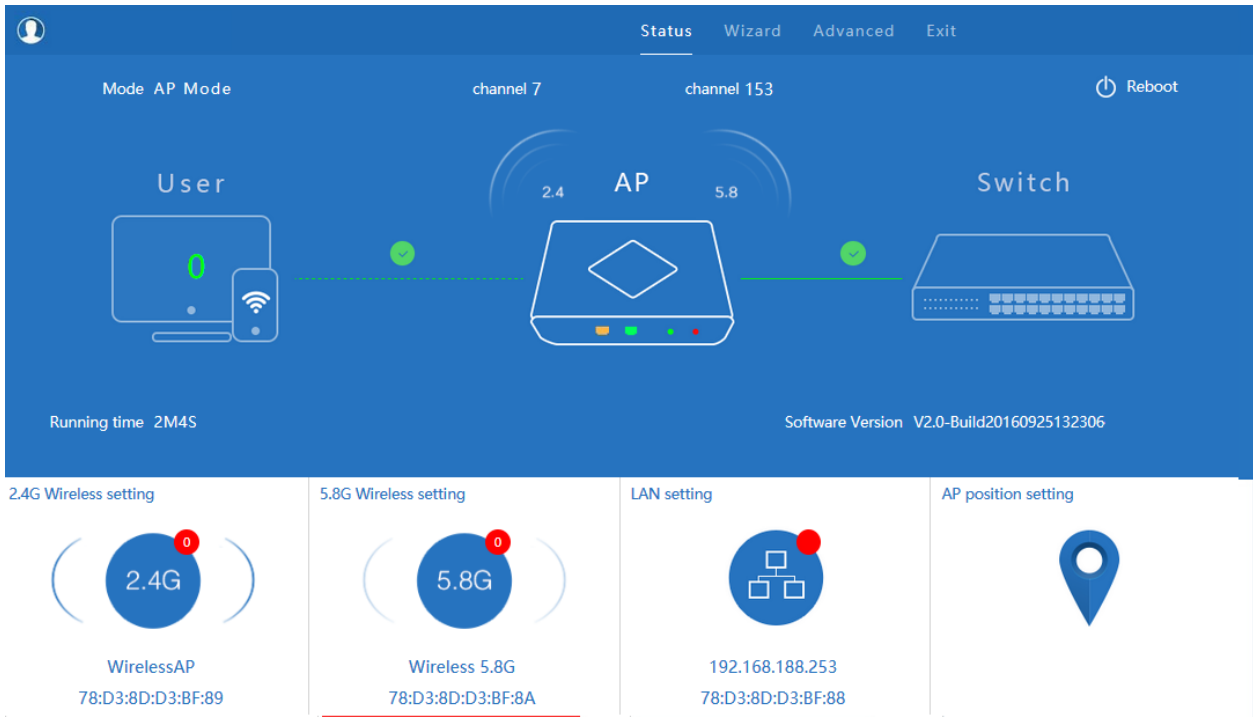 Status Wizard Advanced Exit
Mode AP Mode channel 7 channel 153 Reboot
User 2.4 AP 5.8 Switch
0
Running time 2M4S Software Version V2.0-Build20160925132306
2.4G Wireless setting 5.8G Wireless setting LAN setting AP position setting
0 0
2.4G 5.8G
WirelessAP Wireless 5.8G 192.168.188.253
78:D3:8D:D3:BF:89 78:D3:8D:D3:BF:8A 78:D3:8D:D3:BF:88